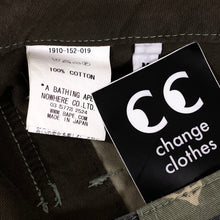 1910-152-019
100% COTTON
"A BATHING APE"
NOWHERE CO.LTD
03 5778 2524
WWW.BAPE.COM
MADE IN JAPAN
change
clothes